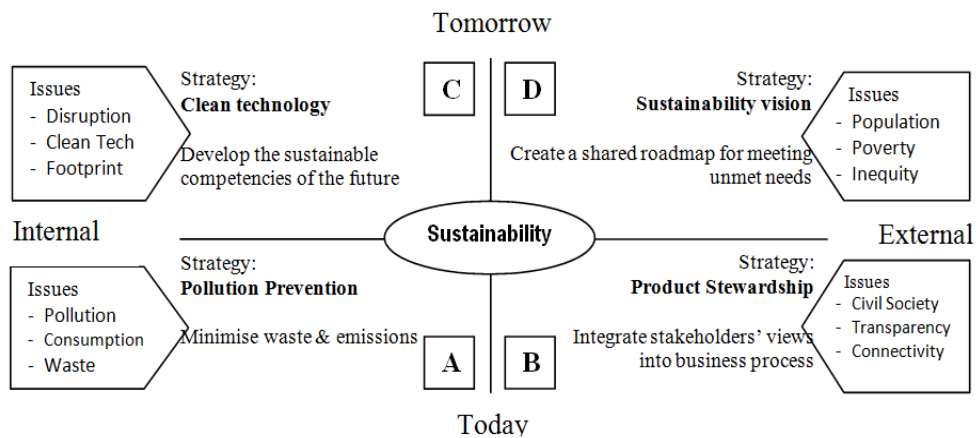 Tomorrow
Issues
- Disruption
- Clean Tech
- Footprint
Strategy:
Clean technology
Develop the sustainable
competencies of the future
C
D
Strategy:
Sustainability vision
Create a shared roadmap for meeting
unmet needs
Issues
- Population
- Poverty
- Inequity
Internal
Sustainability
External
Issues
- Pollution
- Consumption
- Waste
Strategy:
Pollution Prevention
Minimise waste & emissions
A
B
Strategy:
Product Stewardship
Integrate stakeholders’ views
into business process
Issues
- Civil Society
- Transparency
- Connectivity
Today